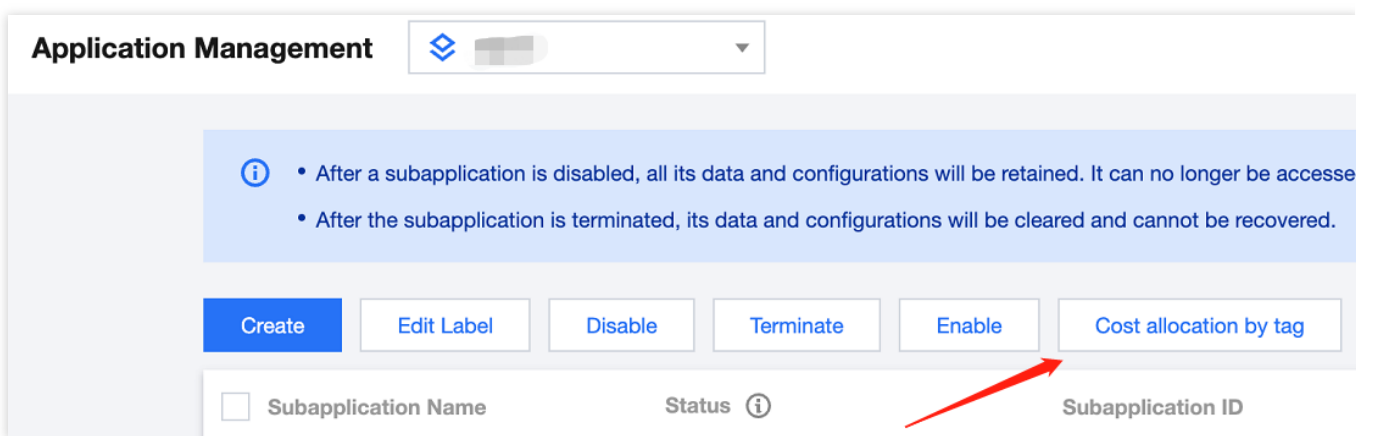 Application Management
• After a subapplication is disabled, all its data and configurations will be retained. It can no longer be
• After the subapplication is terminated, its data and configurations will be cleared and cannot be recovered.
Create Edit Label Disable Terminate Enable Cost allocation by tag
Subapplication Name Status Subapplication ID